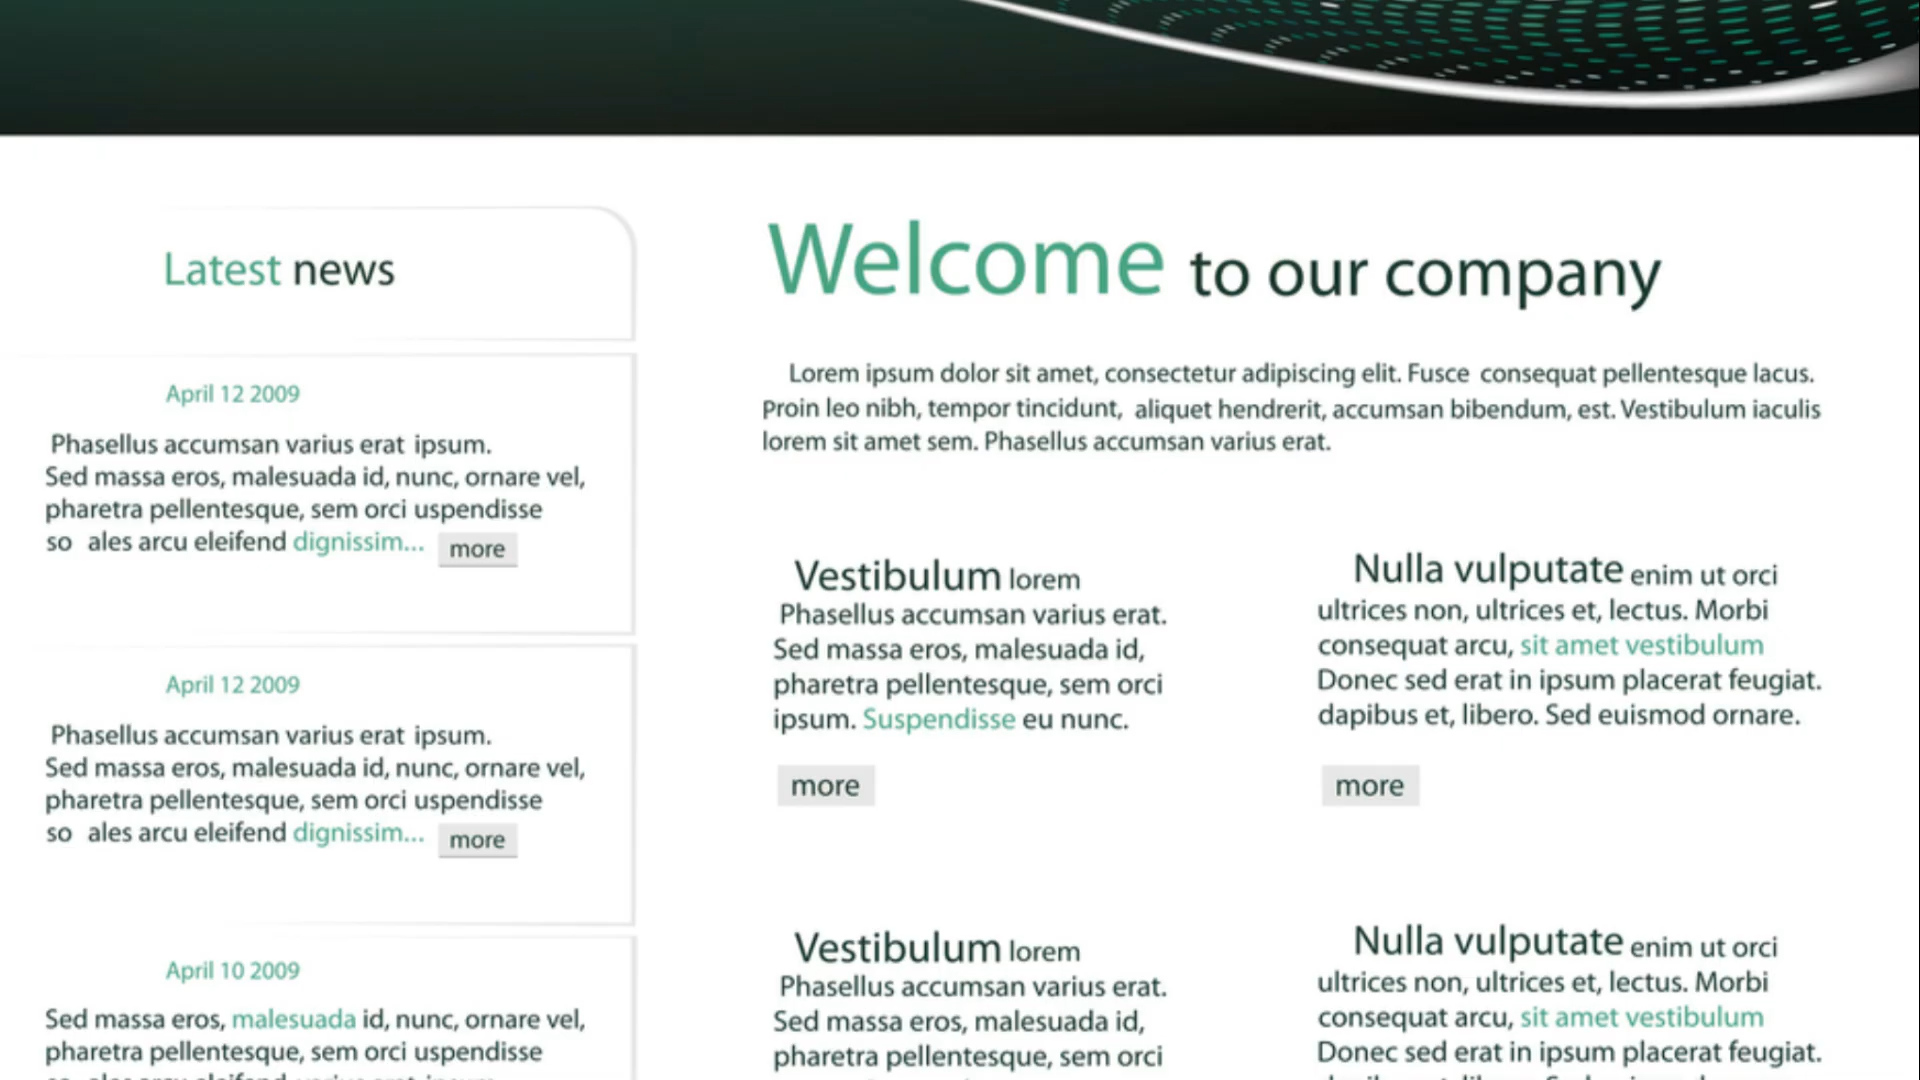 Latest news
April 12 2009
Phasellus accumsan varius erat ipsum.
Sed massa eros, malesuada id, nunc, ornare vel,
pharetra pellentesque, sem orci uspendisse
so ales arcu eleifend dignissim... more
April 12 2009
Phasellus accumsan varius erat ipsum.
Sed massa eros, malesuada id, nunc, ornare vel,
pharetra pellentesque, sem orci uspendisse
so ales arcu eleifend dignissim... more
April 10 2009
Sed massa eros, malesuada id, nunc, ornare vel,
pharetra pellentesque, sem orci uspendisse
Welcome to our company
Lorem ipsum dolor sit amet, consectetur adipiscing elit. Fusce consequat pellentesque lacus.
Proin leo nibh, tempor tincidunt, aliquet hendrerit, accumsan bibendum, est. Vestibulum iaculis
lorem sit amet sem. Phasellus accumsan varius erat.
Vestibulum lorem
Phasellus accumsan varius erat.
Sed massa eros, malesuada id,
pharetra pellentesque, sem orci
ipsum. Suspendisse eu nunc.
more
Nulla vulputate enim ut orci
ultrices non, ultrices et, lectus. Morbi
consequat arcu, sit amet vestibulum
Donec sed erat in ipsum placerat feugiat.
dapibus et, libero. Sed euismod ornare.
more
Vestibulum lorem
Phasellus accumsan varius erat.
Sed massa eros, malesuada id,
pharetra pellentesque, sem orci
Nulla vulputate enim ut orci
ultrices non, ultrices et, lectus. Morbi
consequat arcu, sit amet vestibulum
Donec sed erat in ipsum placerat feugiat.